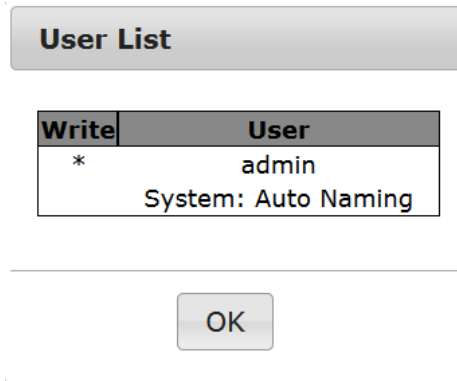 User List
Write User
* admin
System: Auto Naming
OK